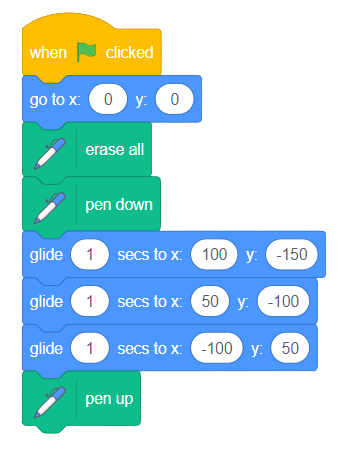 when clicked
go to x: 0 y: 0
erase all
pen down
glide 1 secs to x: 100 y: -150
glide 1 secs to x: 50 y: -100
glide 1 secs to x: -100 y: 50
pen up